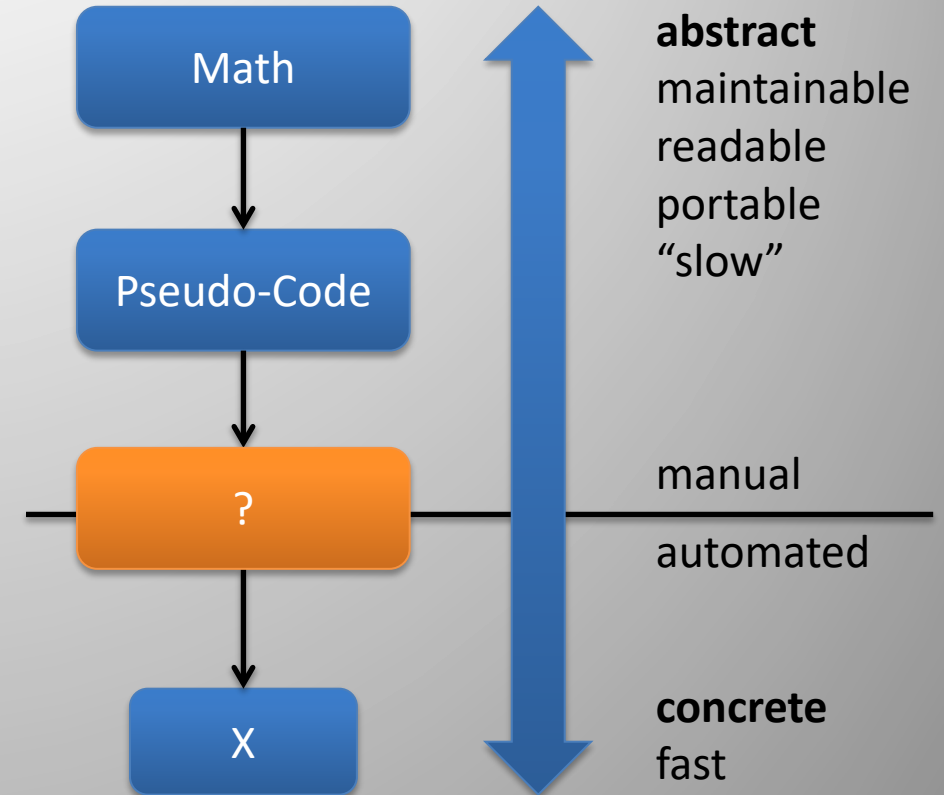 Math
Pseudo-Code
?
X
abstract
maintainable
readable
portable
“slow”
manual
automated
concrete
fast